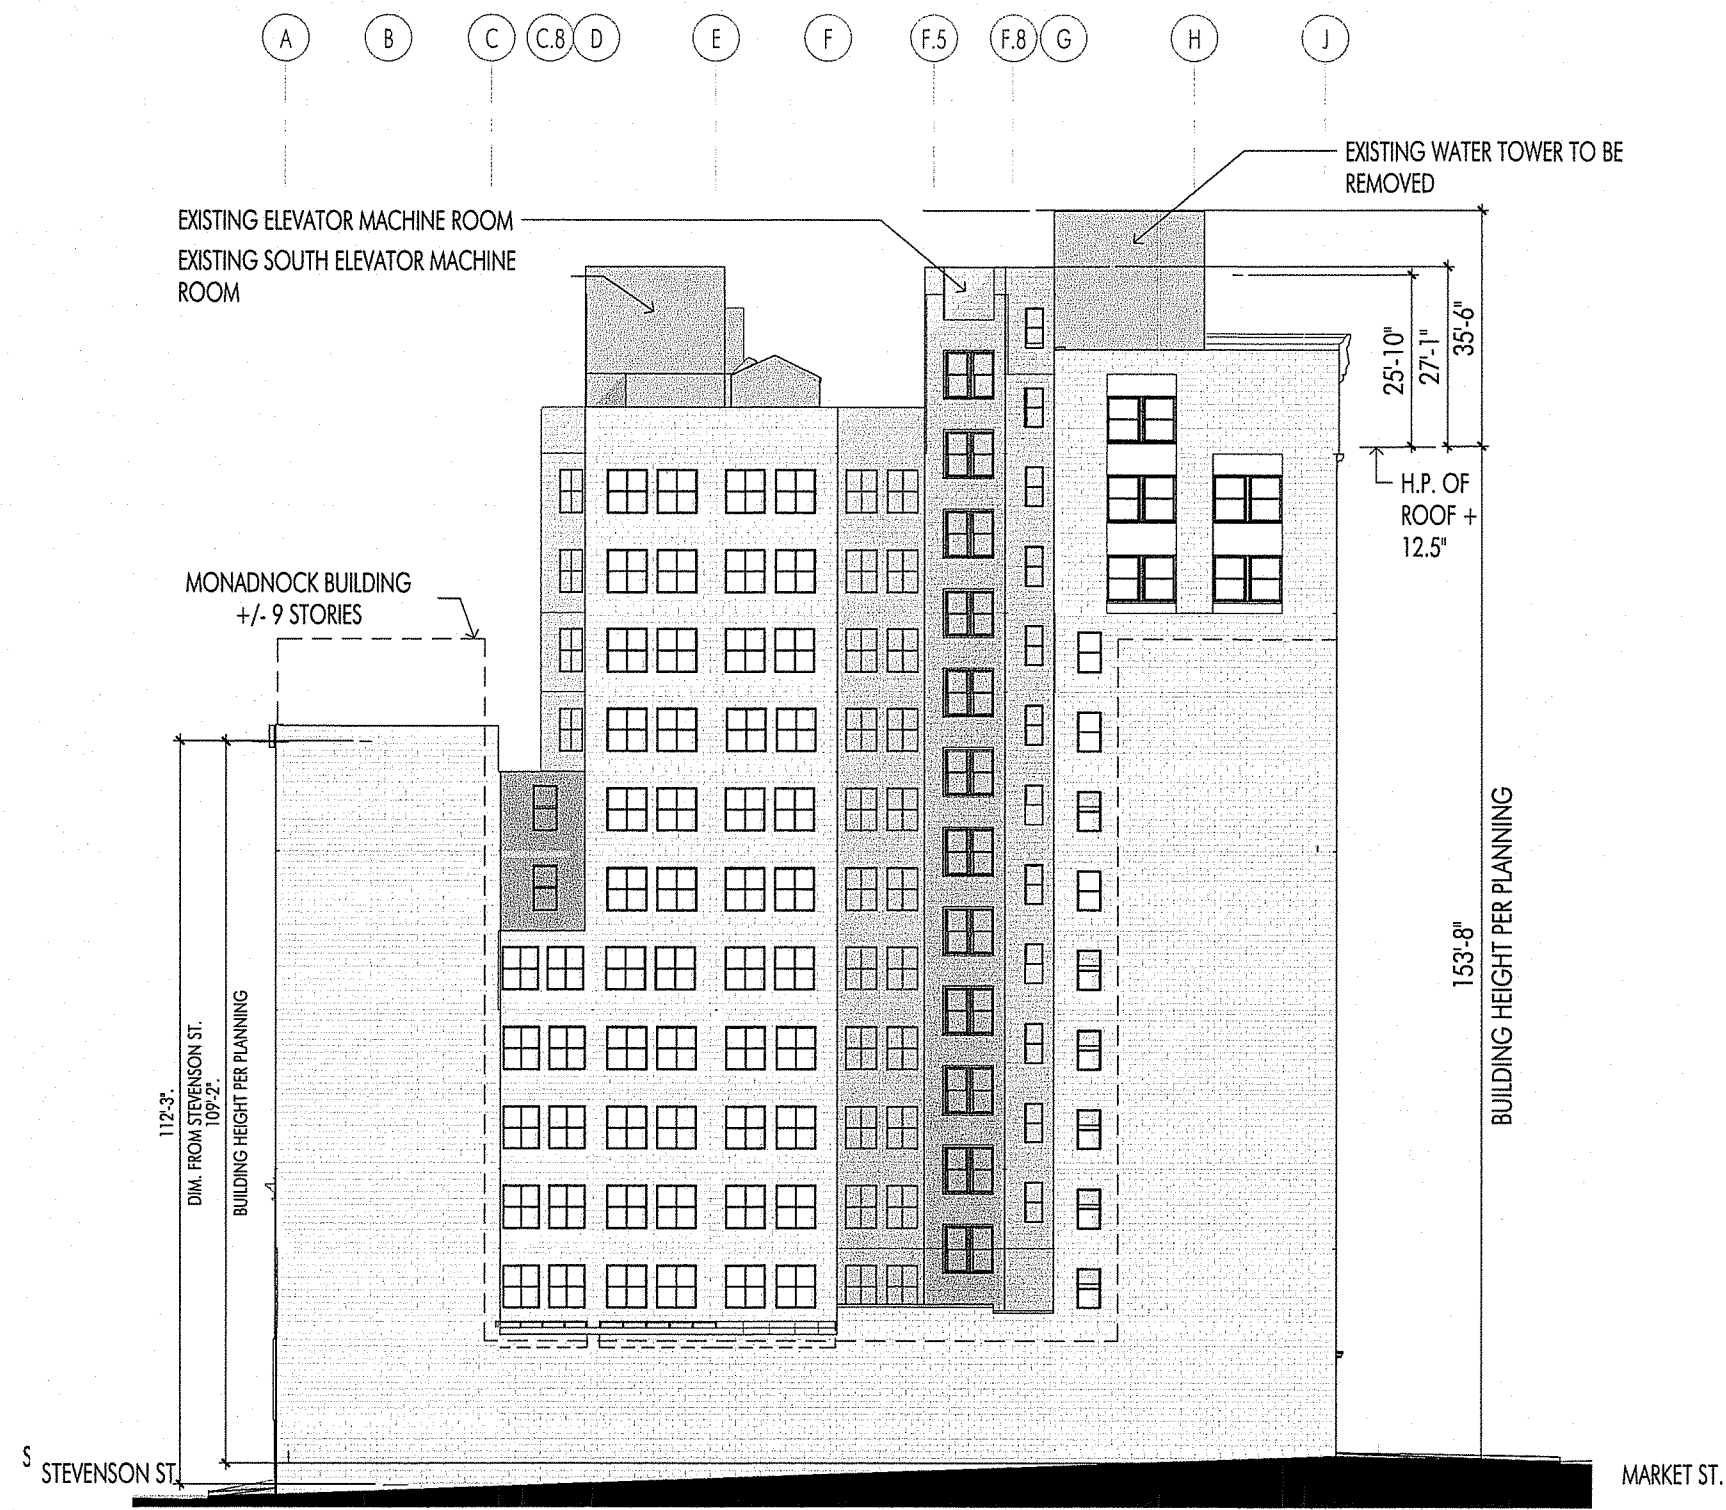 A B C C.8 D E F F.5 F.8 G H J
EXISTING WATER TOWER TO BE
REMOVED
EXISTING ELEVATOR MACHINE ROOM
EXISTING SOUTH ELEVATOR MACHINE
ROOM
25'-10"
27'-1"
35'-6"
H.P. OF
ROOF +
12.5"
MONADNOCK BUILDING
+/- 9 STORIES
112'-3".
DIM. FROM STEVENSON ST.
109'-2".
BUILDING HEIGHT PER PLANNING
153'-8"
BUILDING HEIGHT PER PLANNING
S
STEVENSON ST.
MARKET ST.